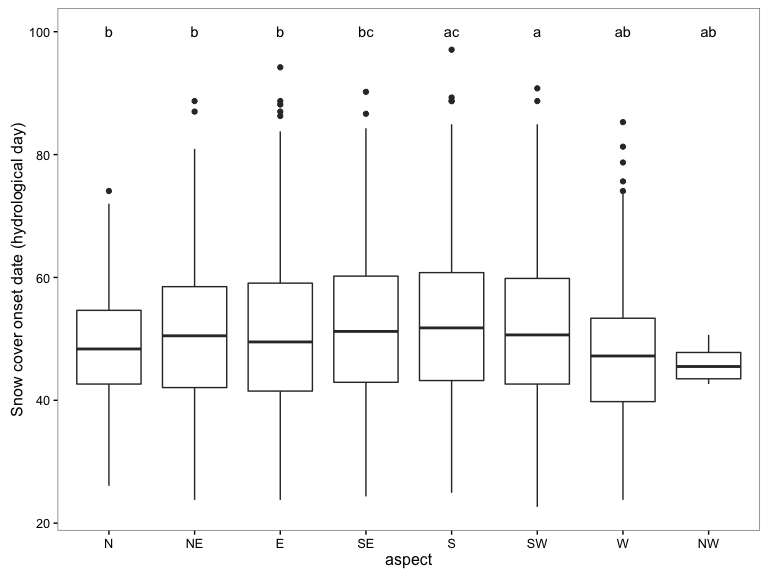 Snow cover onset date (hydrological day)
100
80
60
40
20
b b b bc ac a ab ab
N NE E SE S SW W NW
aspect